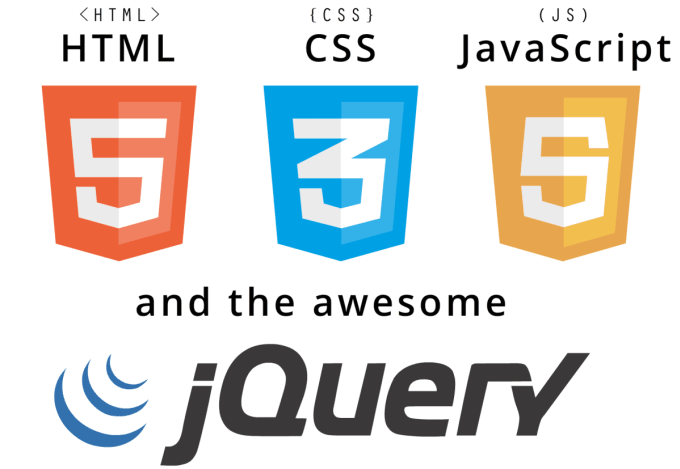 <HTML> {CSS} (JS)
HTML CSS JavaScript
5 3 5
and the awesome
jQuery